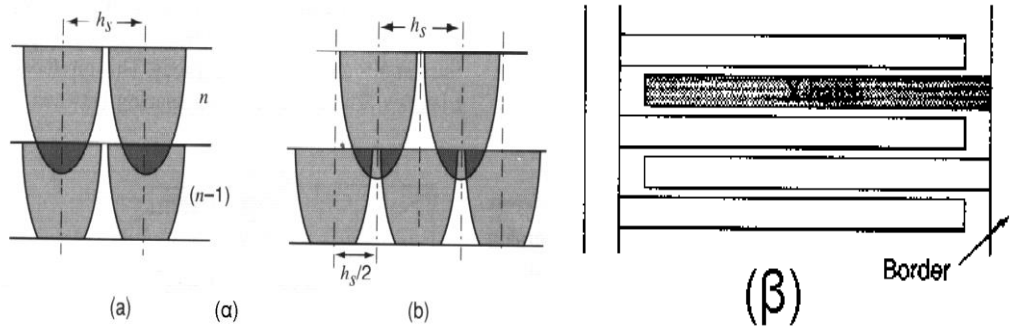 h_s
n
(n–1)
(a)
(α)
h_s
h_s/2
(b)
Border
(β)